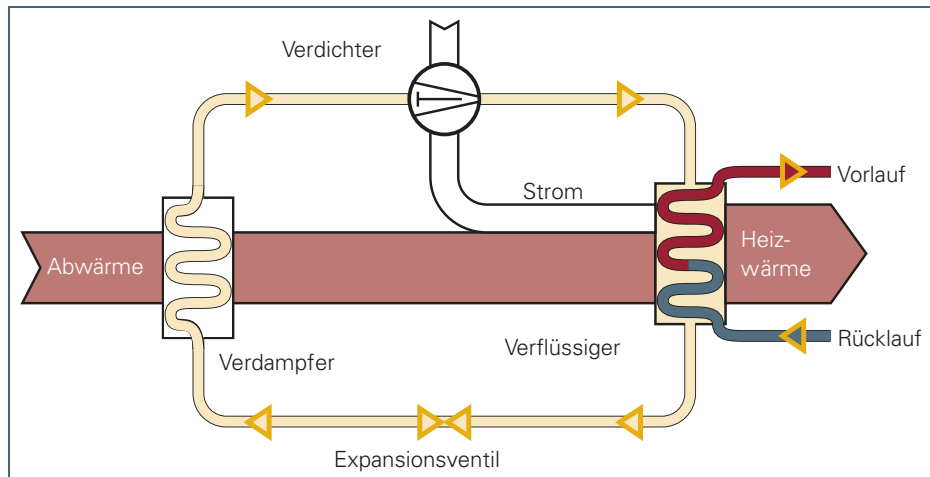 Verdichter
Strom
Vorlauf
Abwärme
Heiz-
wärme
Verdampfer
Verflüssiger
Rücklauf
Expansionsventil